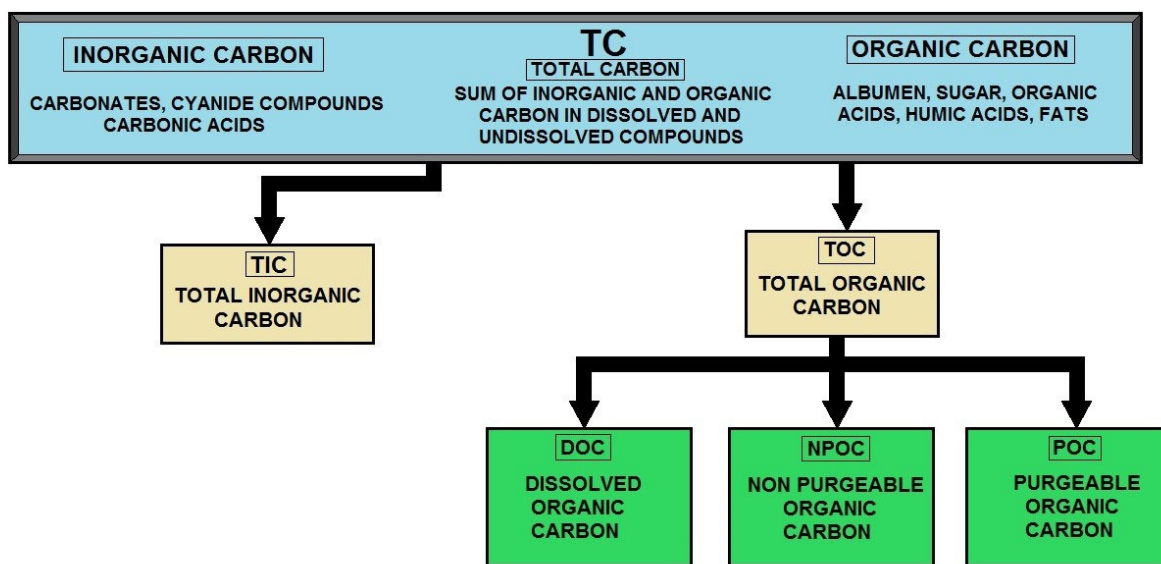 INORGANIC CARBON
CARBONATES, CYANIDE COMPOUNDS
CARBONIC ACIDS
TC
TOTAL CARBON
SUM OF INORGANIC AND ORGANIC
CARBON IN DISSOLVED AND
UNDISSOLVED COMPOUNDS
ORGANIC CARBON
ALBUMEN, SUGAR, ORGANIC
ACIDS, HUMIC ACIDS, FATS
TIC
TOTAL INORGANIC
CARBON
TOC
TOTAL ORGANIC
CARBON
DOC
DISSOLVED
ORGANIC
CARBON
NPOC
NON PURGEABLE
ORGANIC
CARBON
POC
PURGEABLE
ORGANIC
CARBON